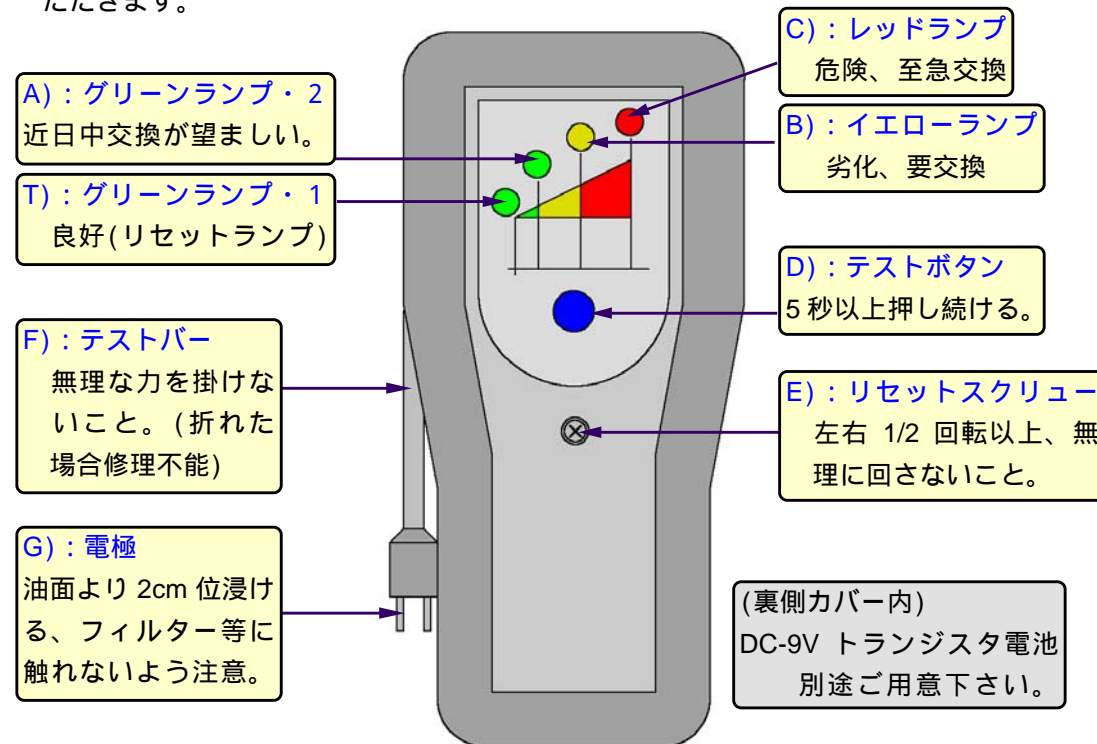 ただきます。
A)：グリーンランプ・ 2
近日中交換が望ましい。
T)：グリーンランプ・ 1
良好(リセットランプ)
F)：テストバー
無理な力を掛けな
いこと。(折れた
場合修理不能)
G)：電極
油面より 2cm 位浸け
る、フィルター等に
触れないよう注意。
C)：レッドランプ
危険、至急交換
B)：イエローランプ
劣化、要交換
D)：テストボタン
5 秒以上押し続ける。
E)：リセットスクリュー
左右 1/2 回転以上、無
理に回さないこと。
(裏側カバー内)
DC-9V トランジスタ電池
別途ご用意下さい。